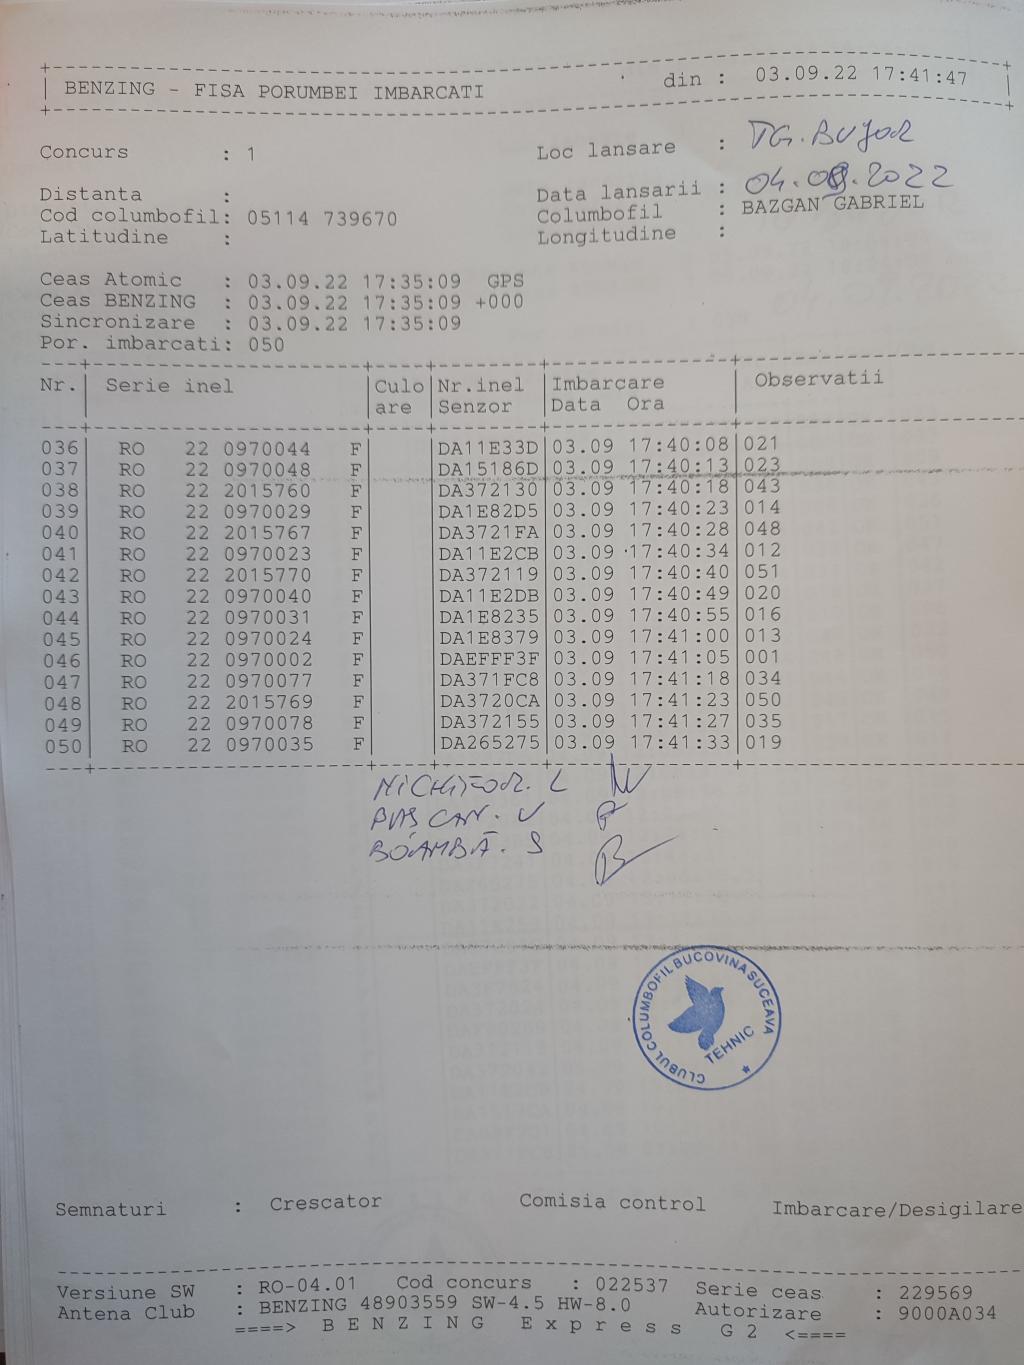 BENZING - FISA PORUMBEI IMBARCATI din : 03.09.22 17:41:47
Concurs : 1 Loc lansare : TG. BUJOR
Distanta : Data lansarii : 04.09.2022
Cod columbofil: 05114 739670 Columbofil : BAZGAN GABRIEL
Latitudine : Longitudine :
Ceas Atomic : 03.09.22 17:35:09 GPS
Ceas BENZING : 03.09.22 17:35:09 +000
Sincronizare : 03.09.22 17:35:09
Por. imbarcati: 050
Nr. Serie inel Culo Nr.inel Imbarcare Observatii
are Senzor Data Ora
036 RO 22 0970044 F DA11E33D 03.09 17:40:08 021
037 RO 22 0970048 F DA15186D 03.09 17:40:13 023
038 RO 22 2015760 F DA372130 03.09 17:40:18 043
039 RO 22 0970029 F DA1E82D5 03.09 17:40:23 014
040 RO 22 2015767 F DA3721FA 03.09 17:40:28 048
041 RO 22 0970023 F DA11E2CB 03.09 17:40:34 012
042 RO 22 2015770 F DA372119 03.09 17:40:40 051
043 RO 22 0970040 F DA11E2DB 03.09 17:40:49 020
044 RO 22 0970031 F DA1E8235 03.09 17:40:55 016
045 RO 22 0970024 F DA1E8379 03.09 17:41:00 013
046 RO 22 0970002 F DAEFFF3F 03.09 17:41:05 001
047 RO 22 0970077 F DA371FC8 03.09 17:41:18 034
048 RO 22 2015769 F DA3720CA 03.09 17:41:23 050
049 RO 22 0970078 F DA372155 03.09 17:41:27 035
050 RO 22 0970035 F DA265275 03.09 17:41:33 019
NICHIFOR. L
PUSCAN. V
BOAMBĂ. S
CLUBUL COLUMBOFIL BUCOVINA SUCEAVA
TEHNIC
Semnaturi : Crescator Comisia control Imbarcare/Desigilare
Versiune SW : RO-04.01 Cod concurs : 022537 Serie ceas : 229569
Antena Club : BENZING 48903559 SW-4.5 HW-8.0 Autorizare : 9000A034
====> B E N Z I N G E x p r e s s G 2 <====